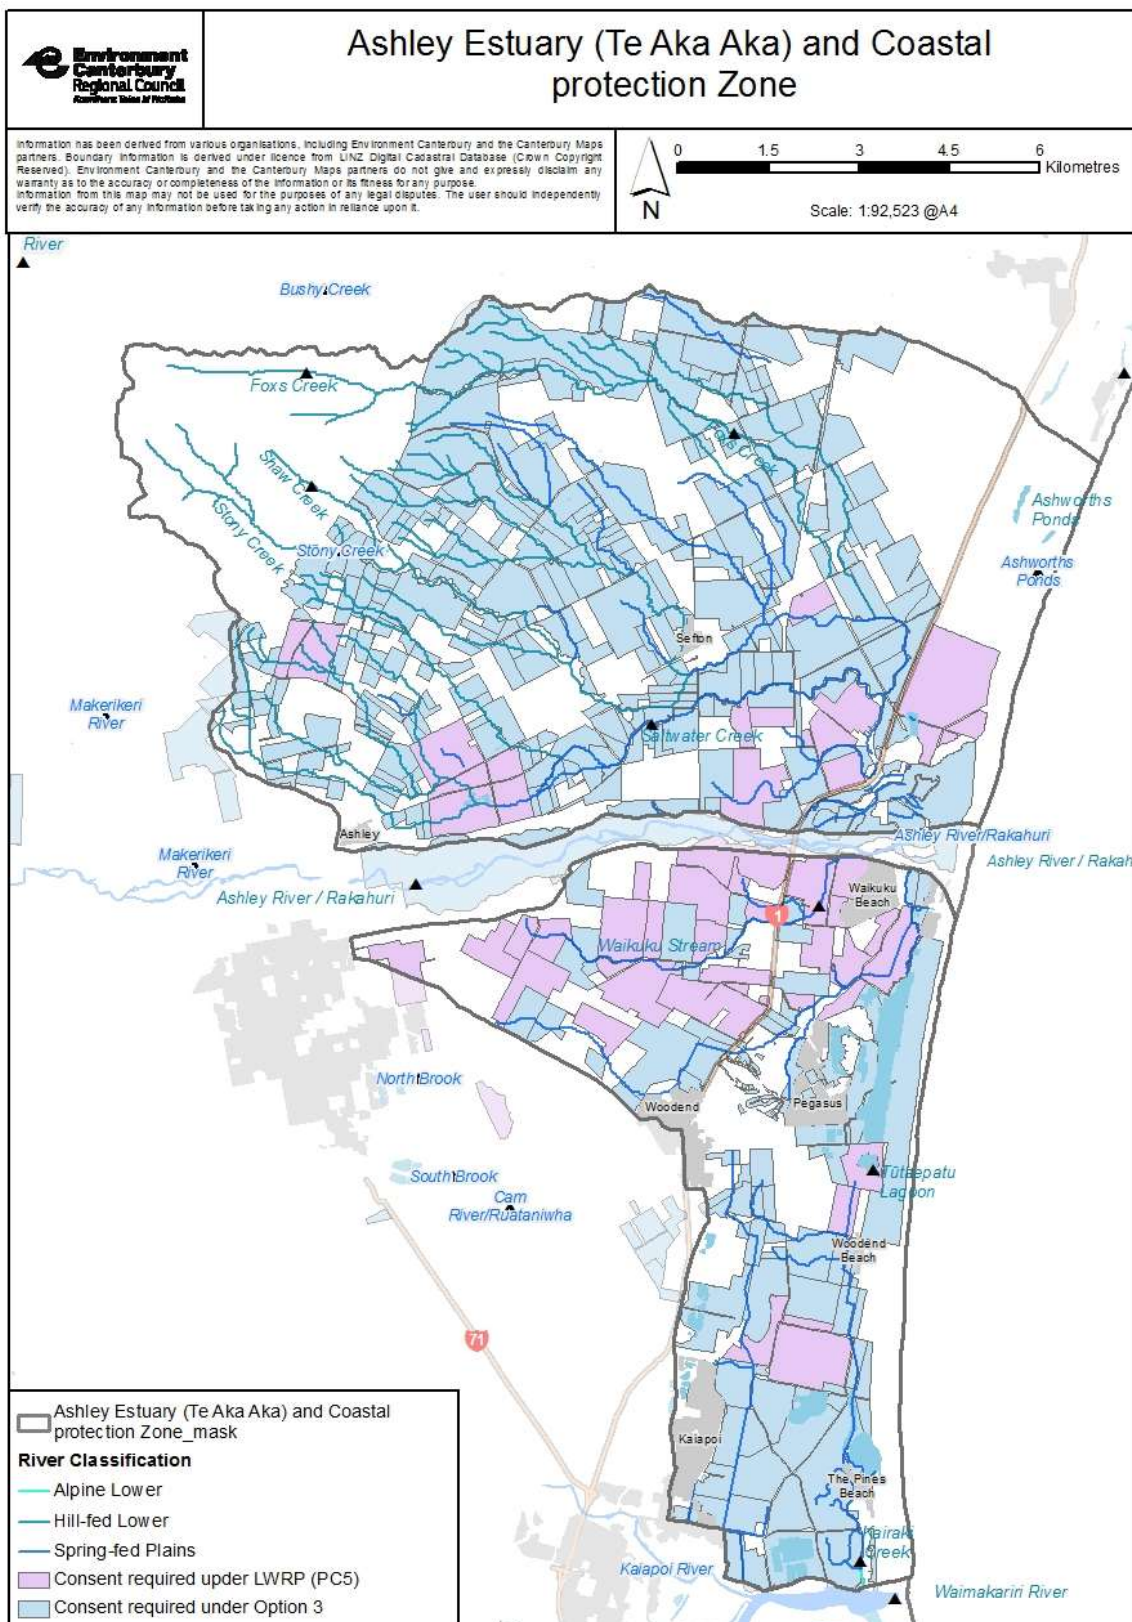 Environment
Canterbury
Regional Council
Kaunihera Taiao ki Waitaha
Ashley Estuary (Te Aka Aka) and Coastal
protection Zone
Information has been derived from various organisations, including Environment Canterbury and the Canterbury Maps
partners. Boundary information is derived under licence from LINZ Digital Cadastral Database (Crown Copyright
Reserved). Environment Canterbury and the Canterbury Maps partners do not give and expressly disclaim any
warranty as to the accuracy or completeness of the information or its fitness for any purpose.
Information from this map may not be used for the purposes of any legal disputes. The user should independently
verify the accuracy of any information before taking any action in reliance upon it.
N
0 1.5 3 4.5 6
Kilometres
Scale: 1:92,523 @A4
River
Bushy Creek
Foxs Creek
Foxs Creek
Shaw Creek
Stony Creek
Stony Creek
Ashworths
Ponds
Ashworths
Ponds
Sefton
Makerikeri
River
Saltwater Creek
Ashley
Ashley River/Rakahuri
Makerikeri
River
Ashley River / Rakah
Ashley River / Rakahuri
Waikuku
Beach
1
Waikuku Stream
North Brook
Woodend
Pegasus
South Brook
Cam
River/Ruataniwha
Tūtaepatu
Lagoon
Woodend
Beach
71
Kaiapoi
The Pines
Beach
Kairaki
Creek
Kaiapoi River
Waimakariri River
Ashley Estuary (Te Aka Aka) and Coastal
protection Zone_mask
River Classification
Alpine Lower
Hill-fed Lower
Spring-fed Plains
Consent required under LWRP (PC5)
Consent required under Option 3